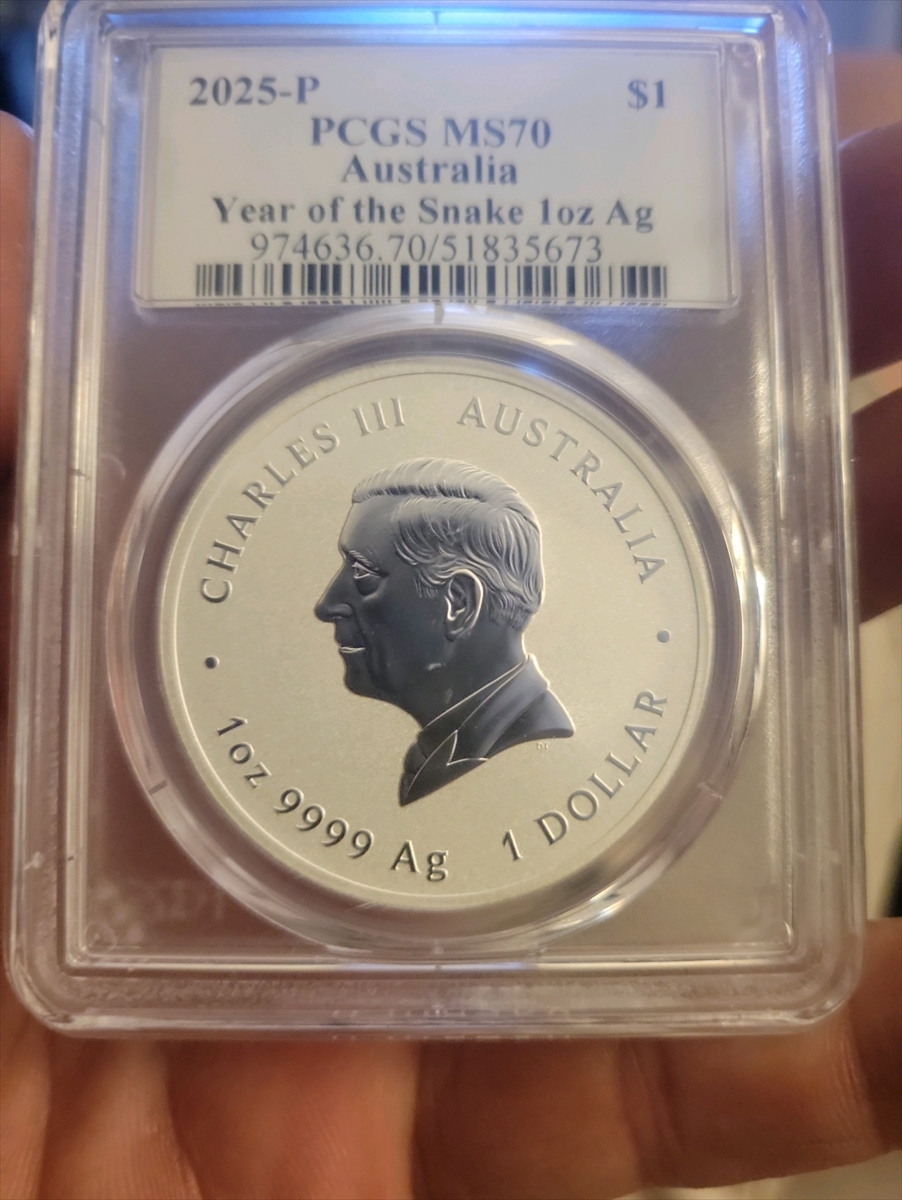 2025-P $1
PCGS MS70
Australia
Year of the Snake 1oz Ag
974636.70/51835673
CHARLES III AUSTRALIA
• 1oz 9999 Ag 1 DOLLAR •